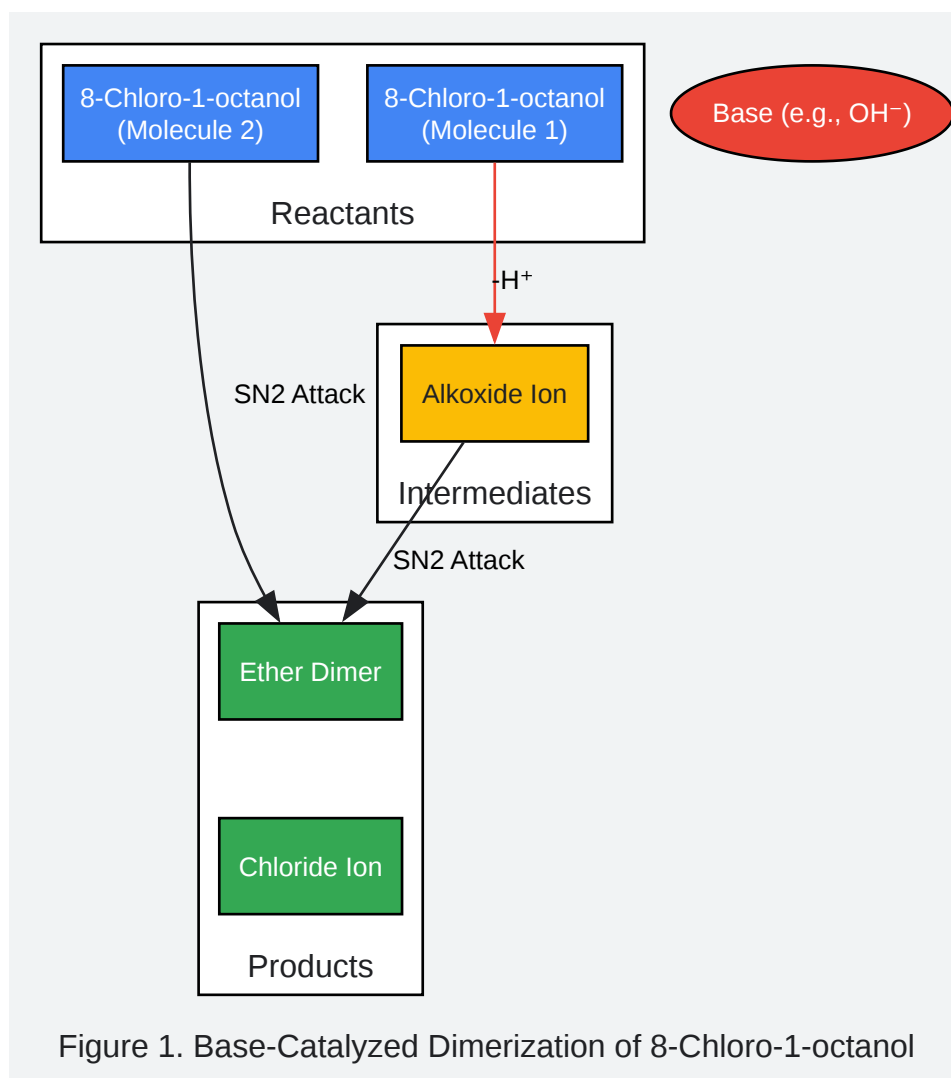 8-Chloro-1-octanol
(Molecule 2)
8-Chloro-1-octanol
(Molecule 1)
Base (e.g., OH⁻)
Reactants
-H⁺
SN2 Attack
Alkoxide Ion
Intermediates
SN2 Attack
Ether Dimer
Chloride Ion
Products
Figure 1. Base-Catalyzed Dimerization of 8-Chloro-1-octanol